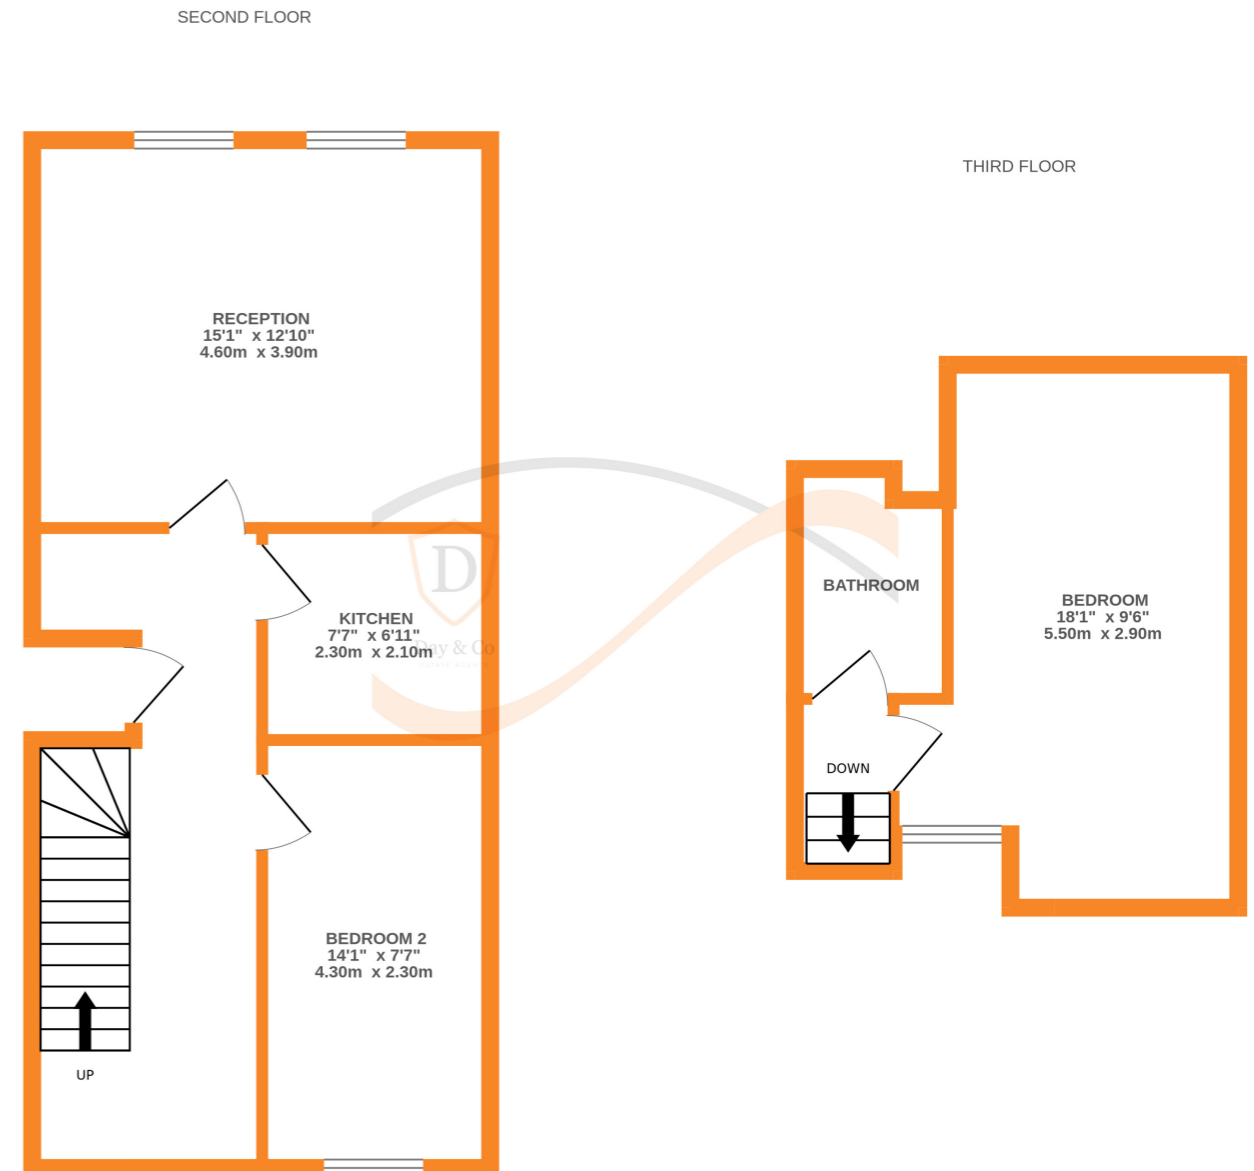 SECOND FLOOR
THIRD FLOOR
RECEPTION
15'1" x 12'10"
4.60m x 3.90m
KITCHEN
7'7" x 6'11"
2.30m x 2.10m
D
Day & Co
BATHROOM
BEDROOM
18'1" x 9'6"
5.50m x 2.90m
DOWN
BEDROOM 2
14'1" x 7'7"
4.30m x 2.30m
UP